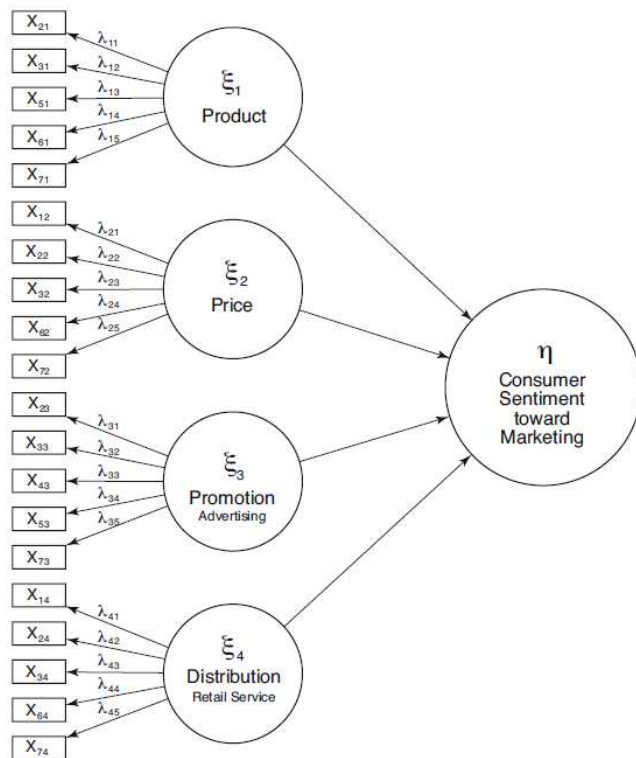 X₂₁
λ₁₁
X₃₁
λ₁₂
X₅₁
λ₁₃
X₆₁
λ₁₄
X₇₁
λ₁₅
ξ₁
Product
X₁₂
λ₂₁
X₂₂
λ₂₂
X₃₂
λ₂₃
X₆₂
λ₂₄
X₇₂
λ₂₅
ξ₂
Price
X₂₃
λ₃₁
X₃₃
λ₃₂
X₄₃
λ₃₃
X₅₃
λ₃₄
X₇₃
λ₃₅
ξ₃
Promotion
Advertising
X₁₄
λ₄₁
X₂₄
λ₄₂
X₃₄
λ₄₃
X₆₄
λ₄₄
X₇₄
λ₄₅
ξ₄
Distribution
Retail Service
η
Consumer
Sentiment
toward
Marketing